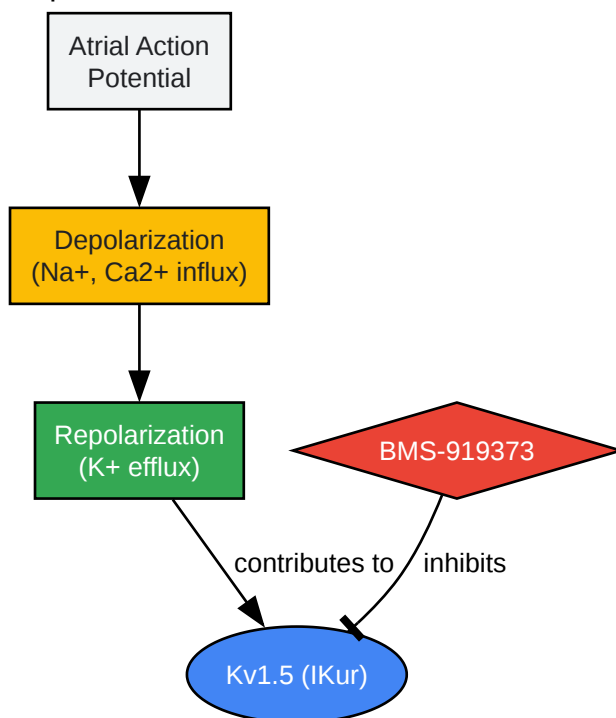 Atrial Action
Potential
Depolarization
(Na+, Ca2+ influx)
Repolarization
(K+ efflux)
BMS-919373
contributes to
inhibits
Kv1.5 (IKur)